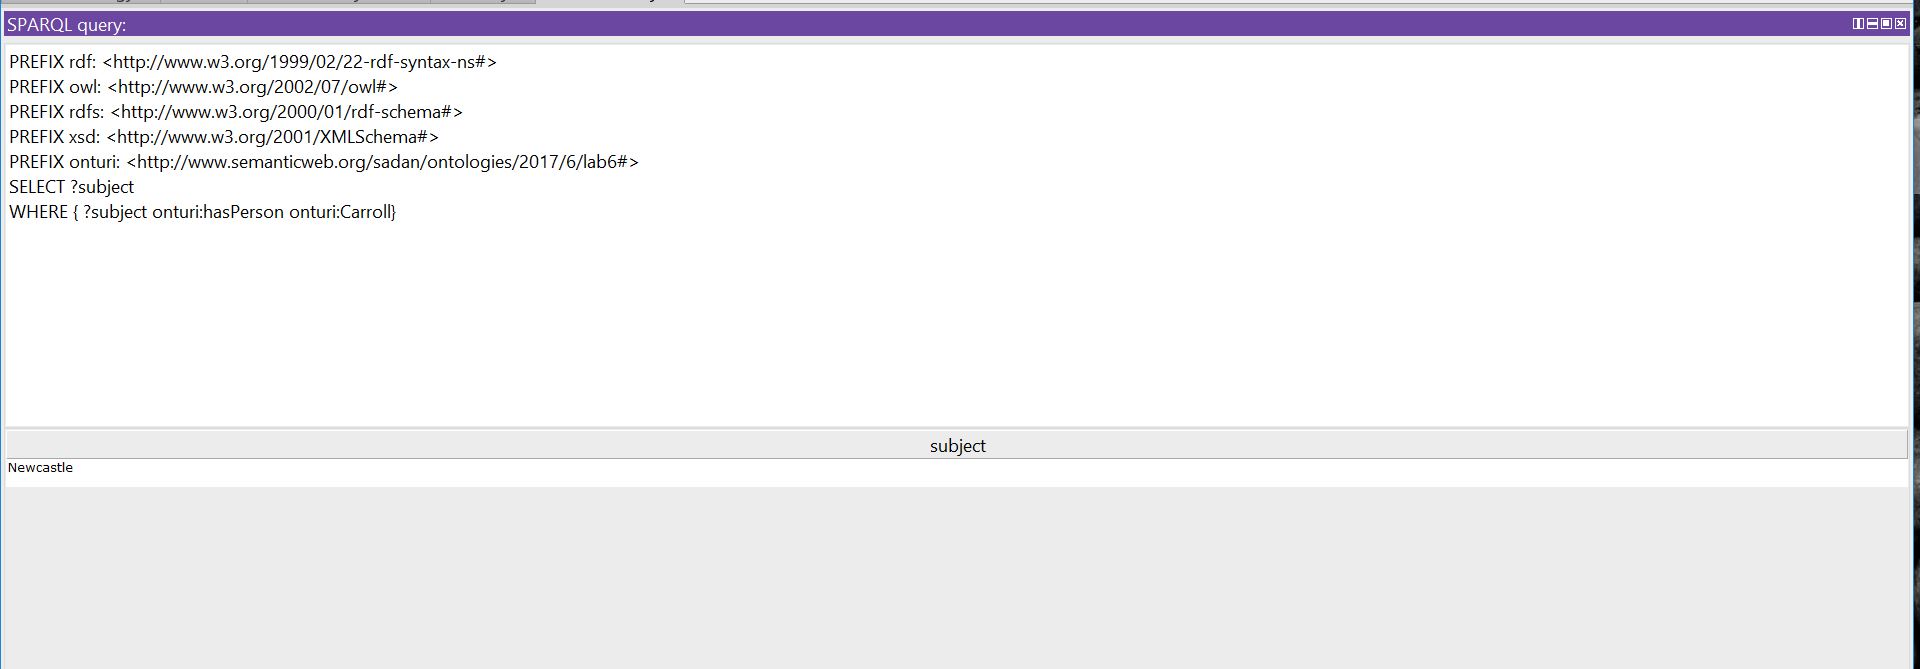 SPARQL query:
PREFIX rdf: <http://www.w3.org/1999/02/22-rdf-syntax-ns#>
PREFIX owl: <http://www.w3.org/2002/07/owl#>
PREFIX rdfs: <http://www.w3.org/2000/01/rdf-schema#>
PREFIX xsd: <http://www.w3.org/2001/XMLSchema#>
PREFIX onturi: <http://www.semanticweb.org/sadan/ontologies/2017/6/lab6#>
SELECT ?subject
WHERE { ?subject onturi:hasPerson onturi:Carroll}
subject
Newcastle